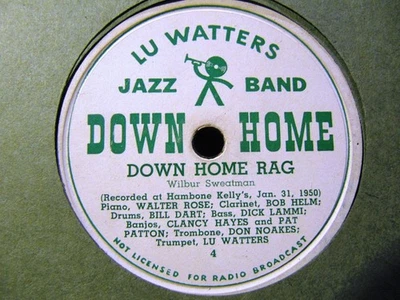 LU WATTERS
JAZZ BAND
DOWN HOME
DOWN HOME RAG
Wilbur Sweatman
(Recorded at Hambone Kelly's, Jan. 31, 1950)
Piano, WALTER ROSE; Clarinet, BOB HELM;
Drums, BILL DART; Bass, DICK LAMMI;
Banjos, CLANCY HAYES and PAT
PATTON; Trombone, DON NOAKES;
Trumpet, LU WATTERS
4
NOT LICENSED FOR RADIO BROADCAST